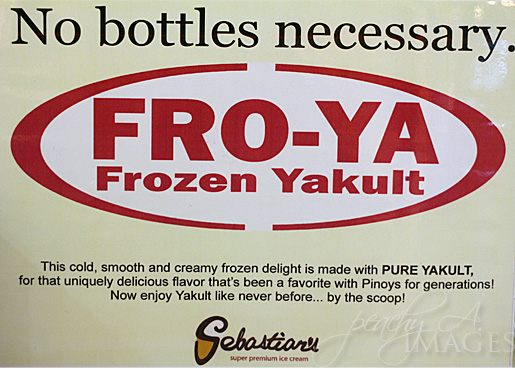 No bottles necessary.
FRO-YA
Frozen Yakult
This cold, smooth and creamy frozen delight is made with PURE YAKULT,
for that uniquely delicious flavor that's been a favorite with Pinoys for generations!
Now enjoy Yakult like never before... by the scoop!
Sebastian's
super premium ice cream
peachy A.
IMAGES